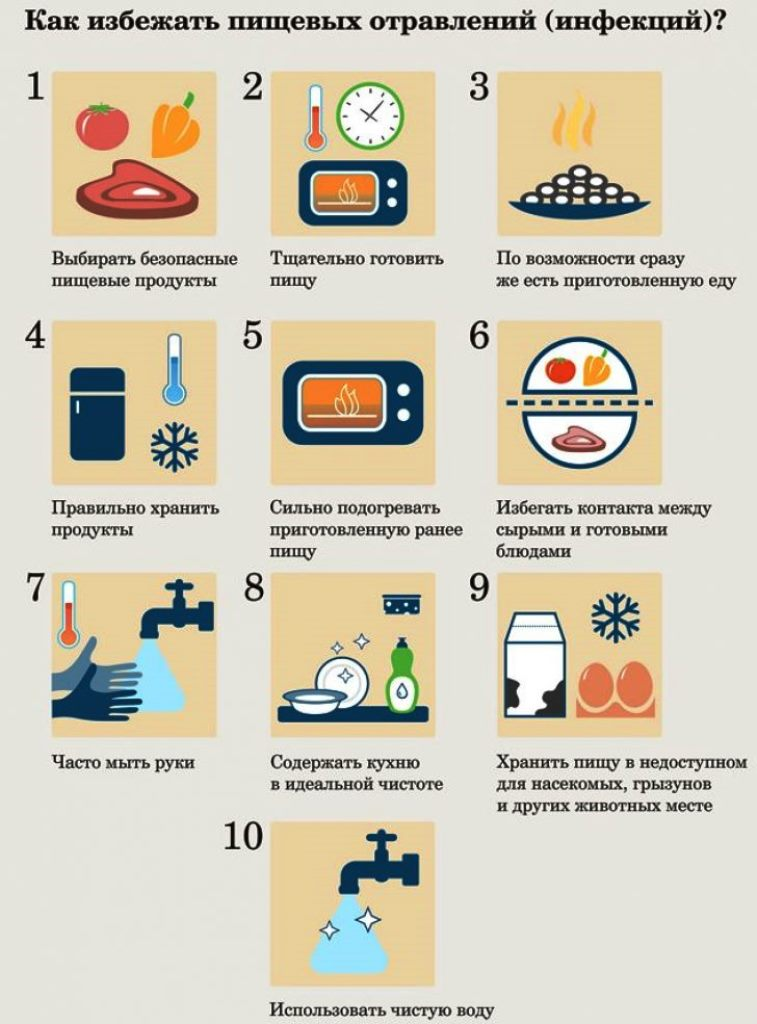 Как избежать пищевых отравлений (инфекций)?
1
Выбирать безопасные
пищевые продукты
2
Тщательно готовить
пищу
3
По возможности сразу
же есть приготовленную еду
4
Правильно хранить
продукты
5
Сильно подогревать
приготовленную ранее
пищу
6
Избегать контакта между
сырыми и готовыми
блюдами
7
Часто мыть руки
8
Содержать кухню
в идеальной чистоте
9
Хранить пищу в недоступном
для насекомых, грызунов
и других животных месте
10
Использовать чистую воду